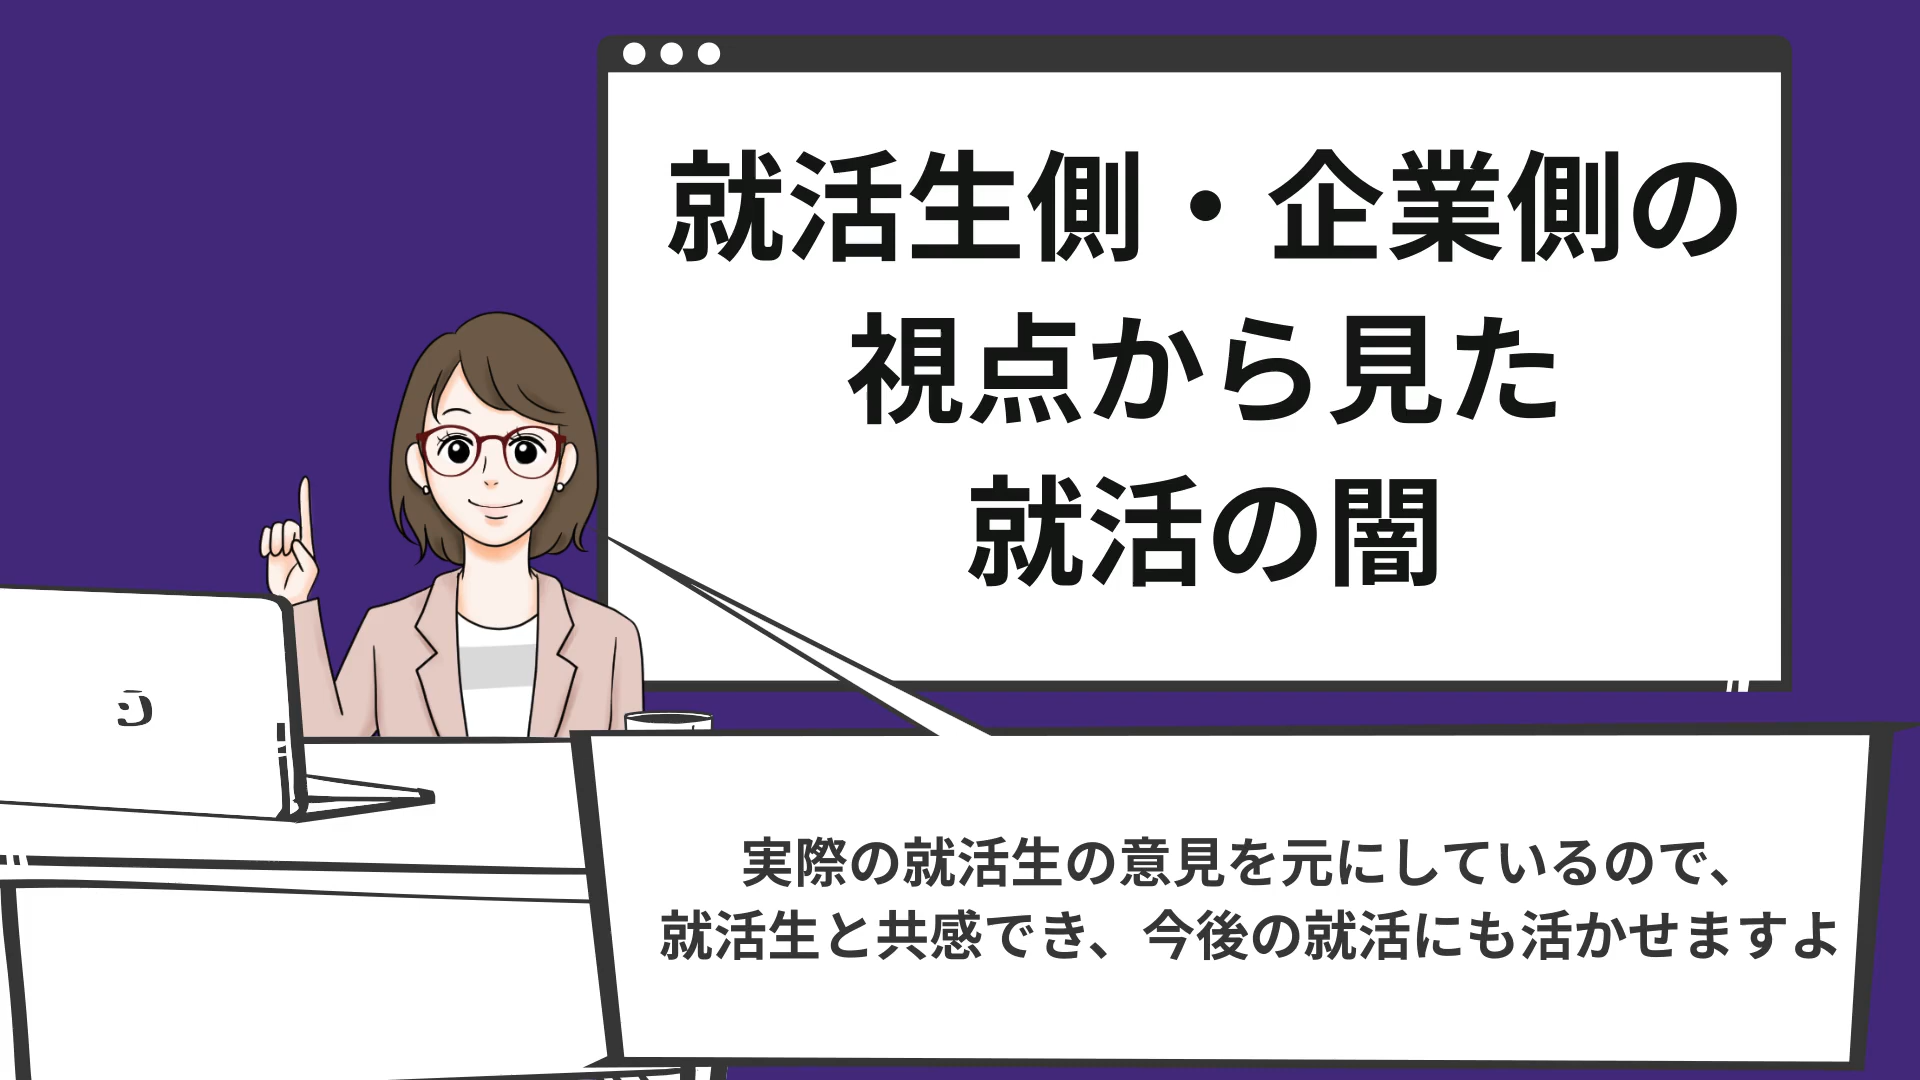 就活生側・企業側の
視点から見た
就活の闇
実際の就活生の意見を元にしているので、
就活生と共感でき、今後の就活にも活かせますよ